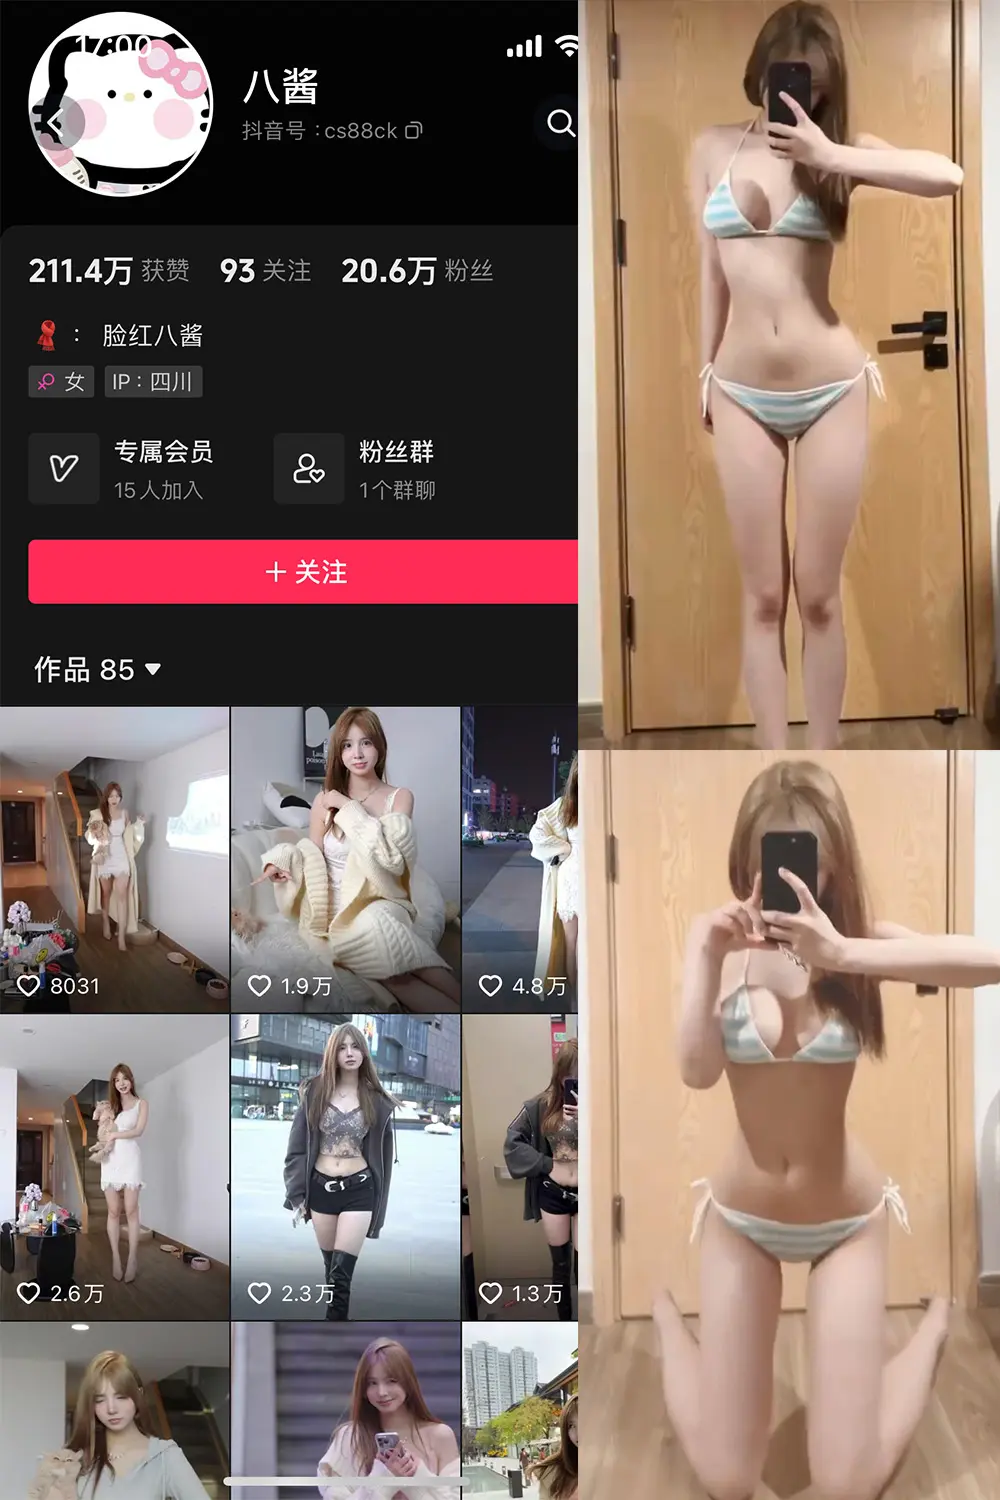 17:00
八酱
抖音号：cs88ck
211.4万 获赞 93 关注 20.6万 粉丝
： 脸红八酱
女 IP：四川
专属会员 粉丝群
15人加入 1个群聊
+ 关注
作品 85
8031 1.9万 4.8万
2.6万 2.3万 1.3万